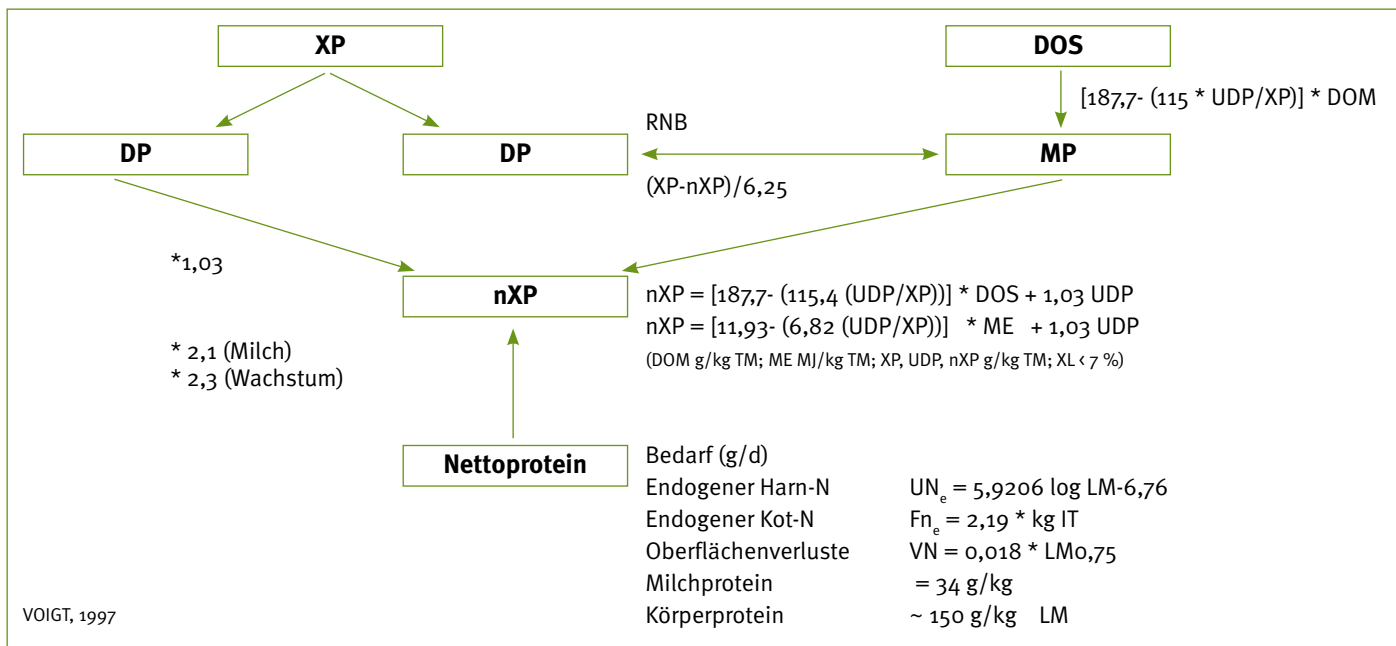 XP
DOS
[187,7- (115 * UDP/XP)] * DOM
DP
DP
RNB
(XP-nXP)/6,25
MP
*1,03
nXP
nXP = [187,7- (115,4 (UDP/XP))] * DOS + 1,03 UDP
nXP = [11,93- (6,82 (UDP/XP))] * ME + 1,03 UDP
(DOM g/kg TM; ME MJ/kg TM; XP, UDP, nXP g/kg TM; XL < 7 %)
* 2,1 (Milch)
* 2,3 (Wachstum)
Nettoprotein
Bedarf (g/d)
Endogener Harn-N UNe = 5,9206 log LM-6,76
Endogener Kot-N Fne = 2,19 * kg IT
Oberflächenverluste VN = 0,018 * LM0,75
Milchprotein = 34 g/kg
Körperprotein ~ 150 g/kg LM
VOIGT, 1997